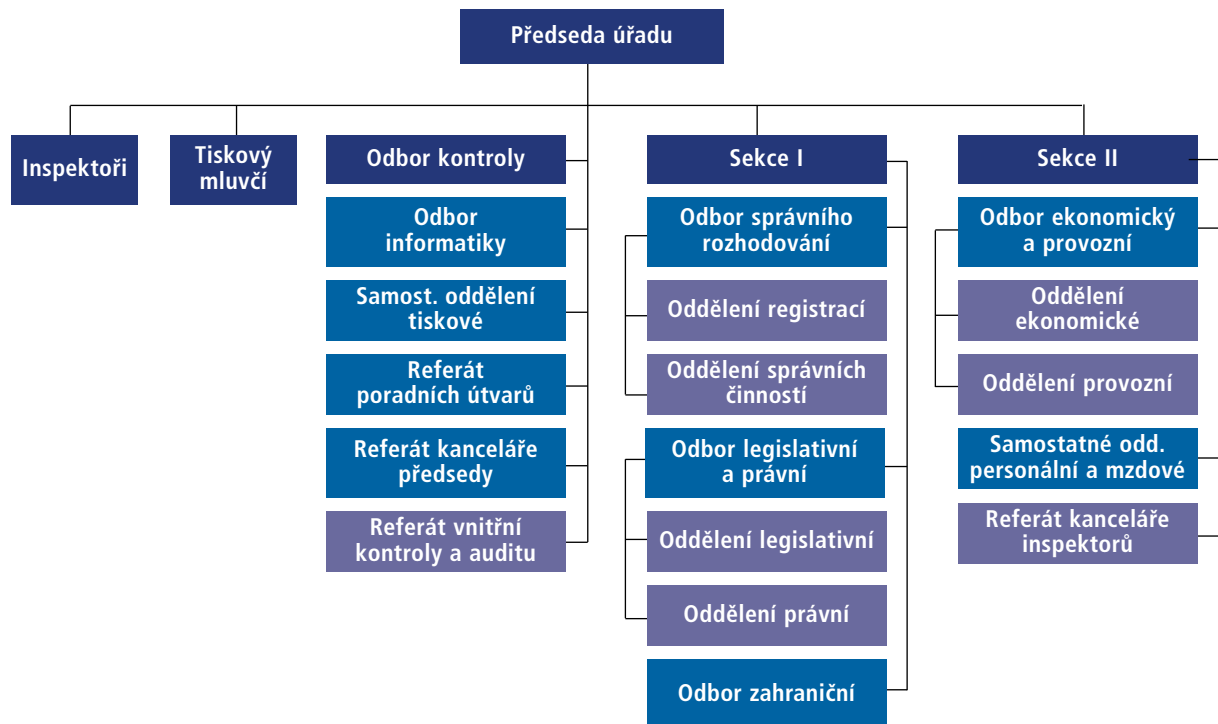 Předseda úřadu
Inspektoři
Tiskový
mluvčí
Odbor kontroly
Odbor
informatiky
Samost. oddělení
tiskové
Referát
poradních útvarů
Referát kanceláře
předsedy
Referát vnitřní
kontroly a auditu
Sekce I
Odbor správního
rozhodování
Oddělení registrací
Oddělení správních
činností
Odbor legislativní
a právní
Oddělení legislativní
Oddělení právní
Odbor zahraniční
Sekce II
Odbor ekonomický
a provozní
Oddělení
ekonomické
Oddělení provozní
Samostatné odd.
personální a mzdové
Referát kanceláře
inspektorů